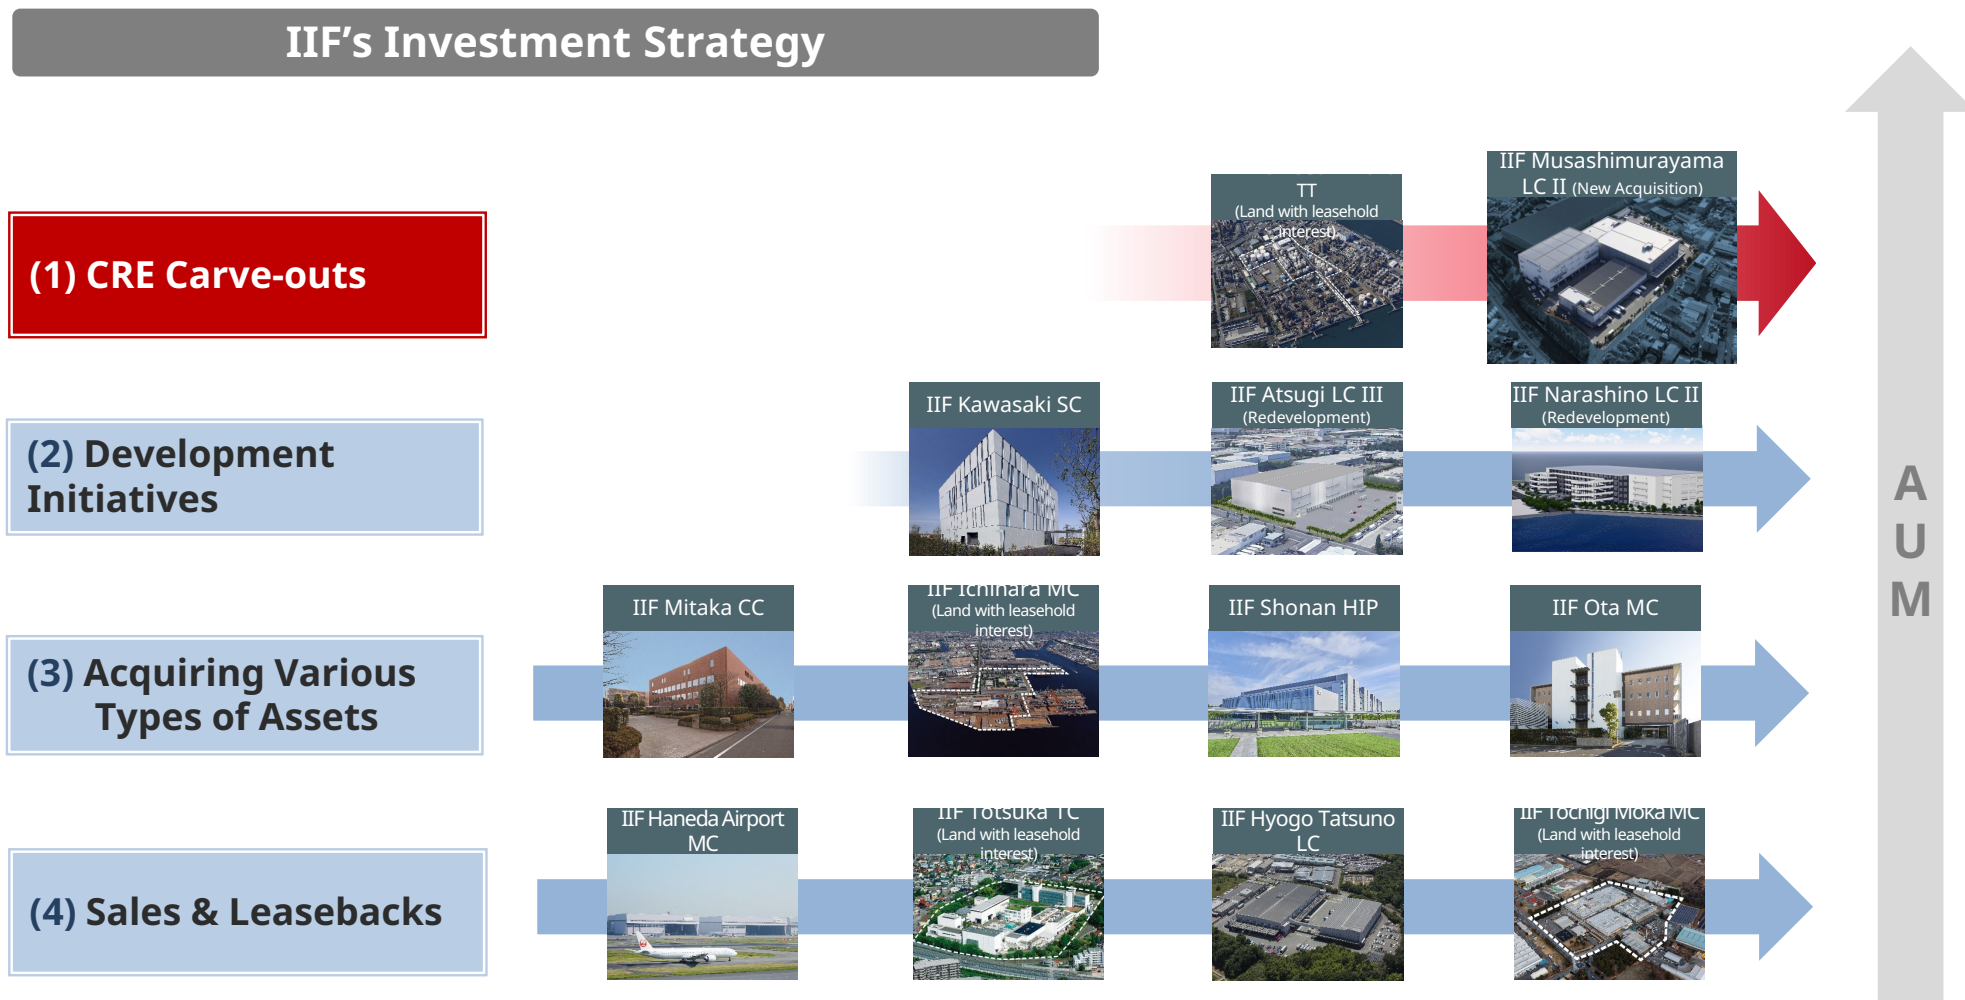 IIF's Investment Strategy
IIF Musashimurayama
LC II (New Acquisition)
TT
(Land with leasehold
interest)
(1) CRE Carve-outs
IIF Kawasaki SC
IIF Atsugi LC III
(Redevelopment)
IIF Narashino LC II
(Redevelopment)
(2) Development
Initiatives
IIF Mitaka CC
IIF Ichihara MC
(Land with leasehold
interest)
IIF Shonan HIP
IIF Ota MC
(3) Acquiring Various
Types of Assets
IIF Haneda Airport
MC
IIF Totsuka TC
(Land with leasehold
interest)
IIF Hyogo Tatsuno
LC
IIF Tochigi Moka MC
(Land with leasehold
interest)
(4) Sales & Leasebacks
A
U
M